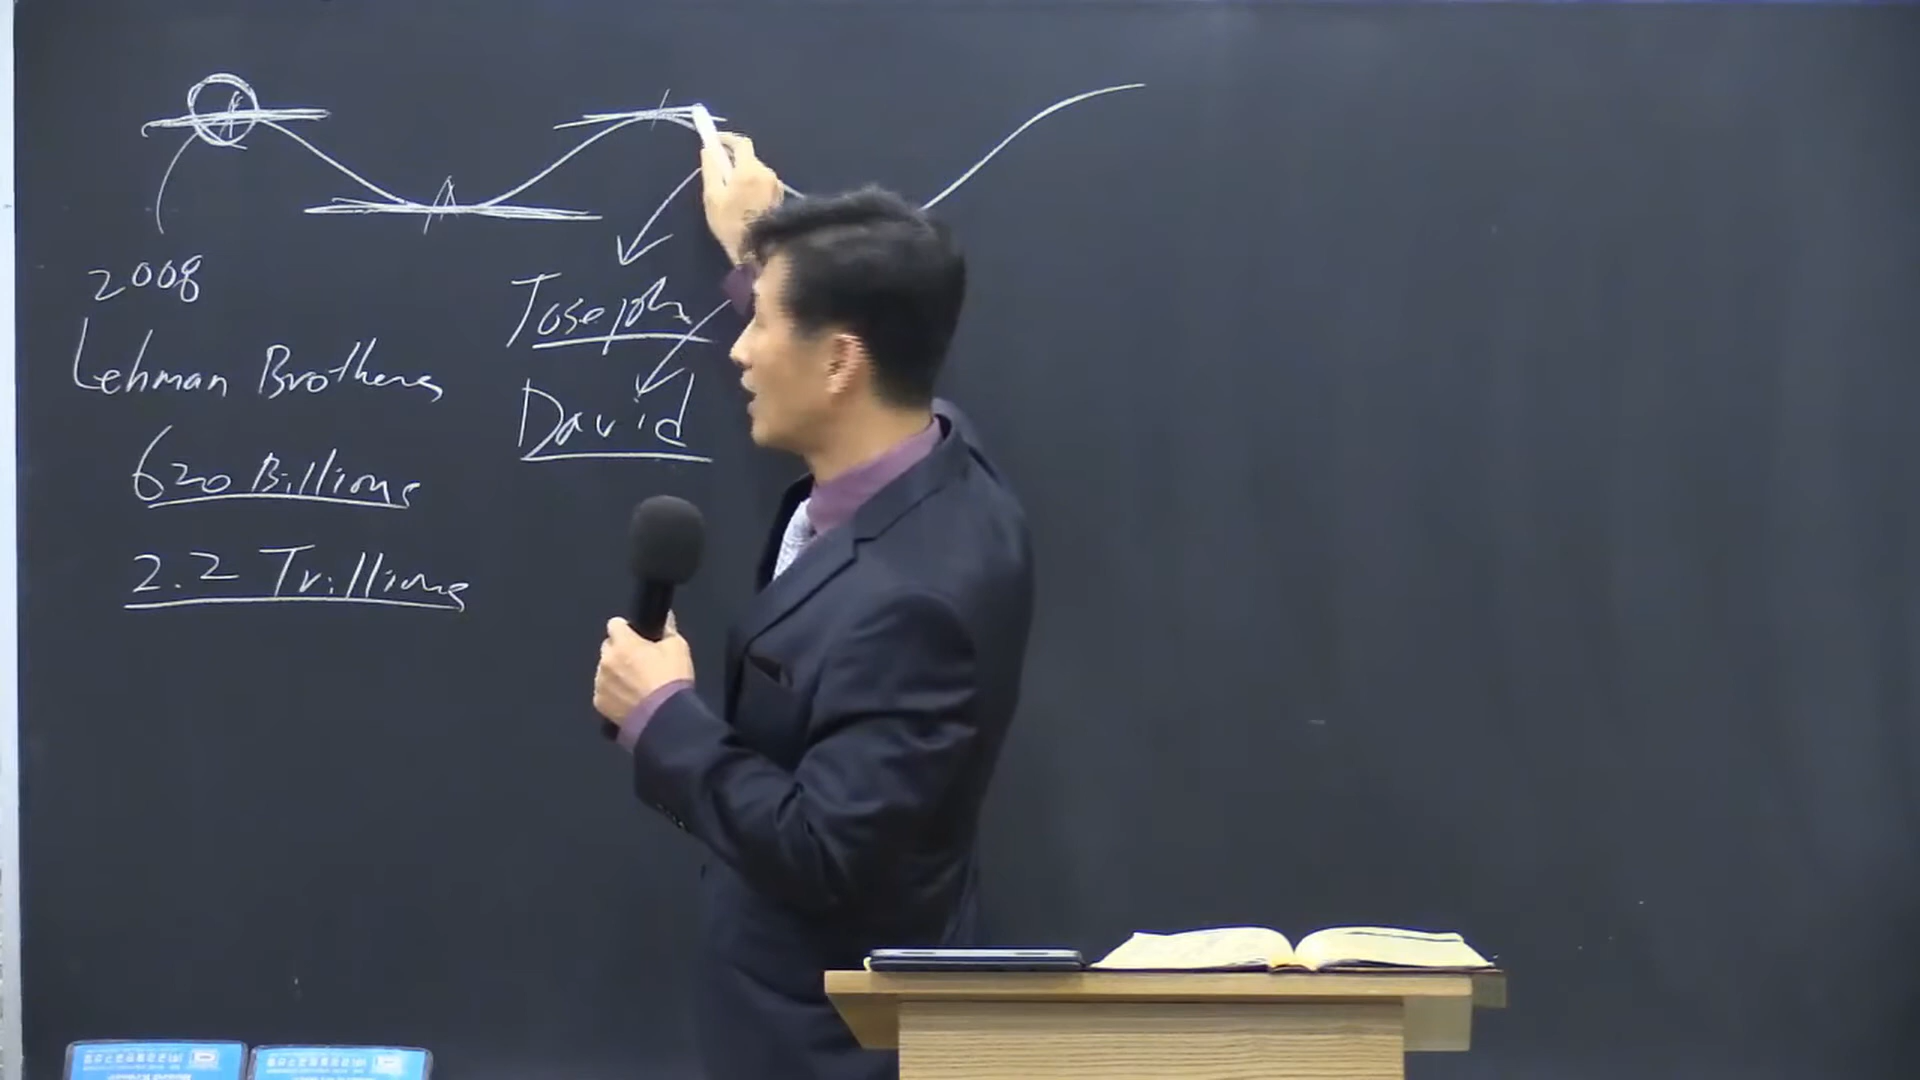 2008
Lehman Brothers
620 Billions
2.2 Trillions
Joseph
David